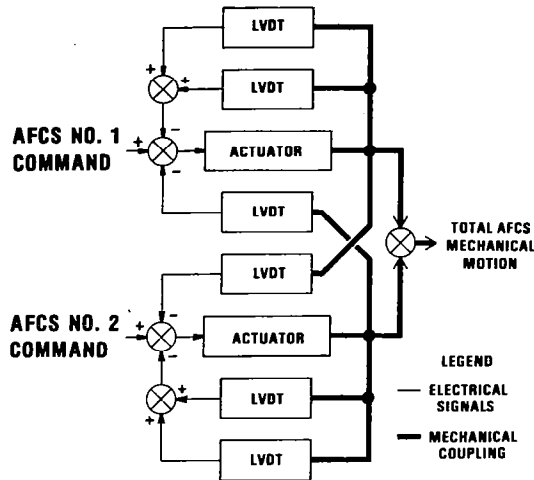 LVDT
+
+
LVDT
AFCS NO. 1
COMMAND
+
−
−
ACTUATOR
LVDT
TOTAL AFCS
MECHANICAL
MOTION
LVDT
AFCS NO. 2
COMMAND
+
−
−
ACTUATOR
LEGEND
ELECTRICAL
SIGNALS
MECHANICAL
COUPLING
+
+
LVDT
LVDT